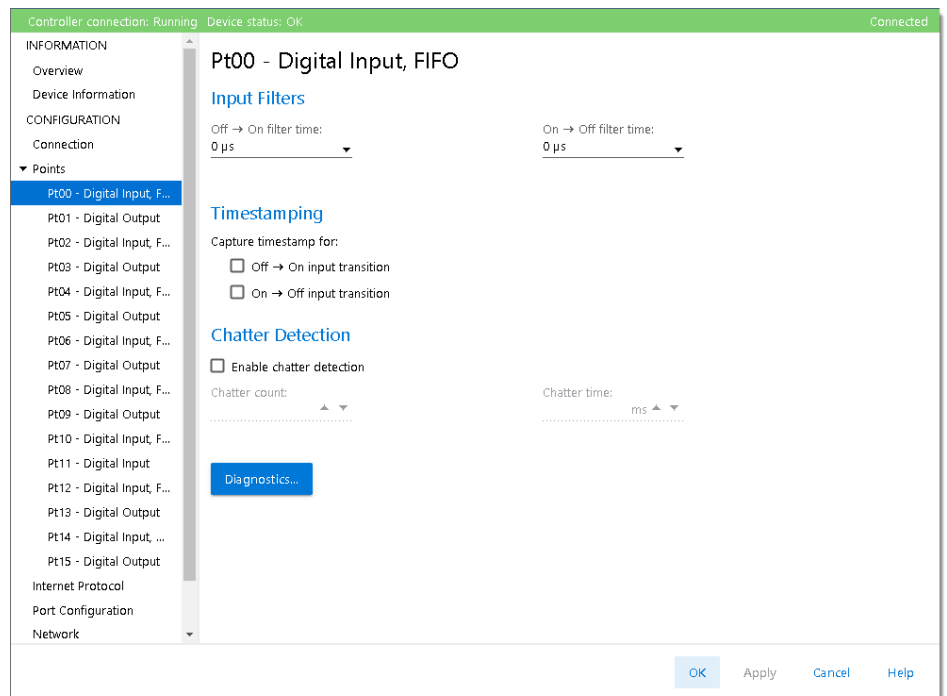 Controller connection: Running Device status: OK Connected
INFORMATION
Overview
Device Information
CONFIGURATION
Connection
Points
Pt00 - Digital Input, F...
Pt01 - Digital Output
Pt02 - Digital Input, F...
Pt03 - Digital Output
Pt04 - Digital Input, F...
Pt05 - Digital Output
Pt06 - Digital Input, F...
Pt07 - Digital Output
Pt08 - Digital Input, F...
Pt09 - Digital Output
Pt10 - Digital Input, F...
Pt11 - Digital Input
Pt12 - Digital Input, F...
Pt13 - Digital Output
Pt14 - Digital Input, ...
Pt15 - Digital Output
Internet Protocol
Port Configuration
Network
Pt00 - Digital Input, FIFO
Input Filters
Off → On filter time: On → Off filter time:
0 µs 0 µs
Timestamping
Capture timestamp for:
Off → On input transition
On → Off input transition
Chatter Detection
Enable chatter detection
Chatter count: Chatter time:
ms
Diagnostics...
OK Apply Cancel Help